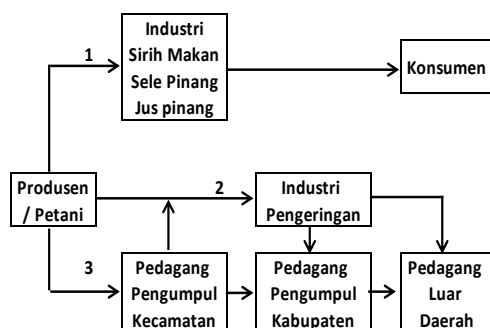 Industri
Sirih Makan
Sele Pinang
Jus pinang
1
Konsumen
Produsen
/ Petani
2
Industri
Pengeringan
3
Pedagang
Pengumpul
Kecamatan
Pedagang
Pengumpul
Kabupaten
Pedagang
Luar
Daerah